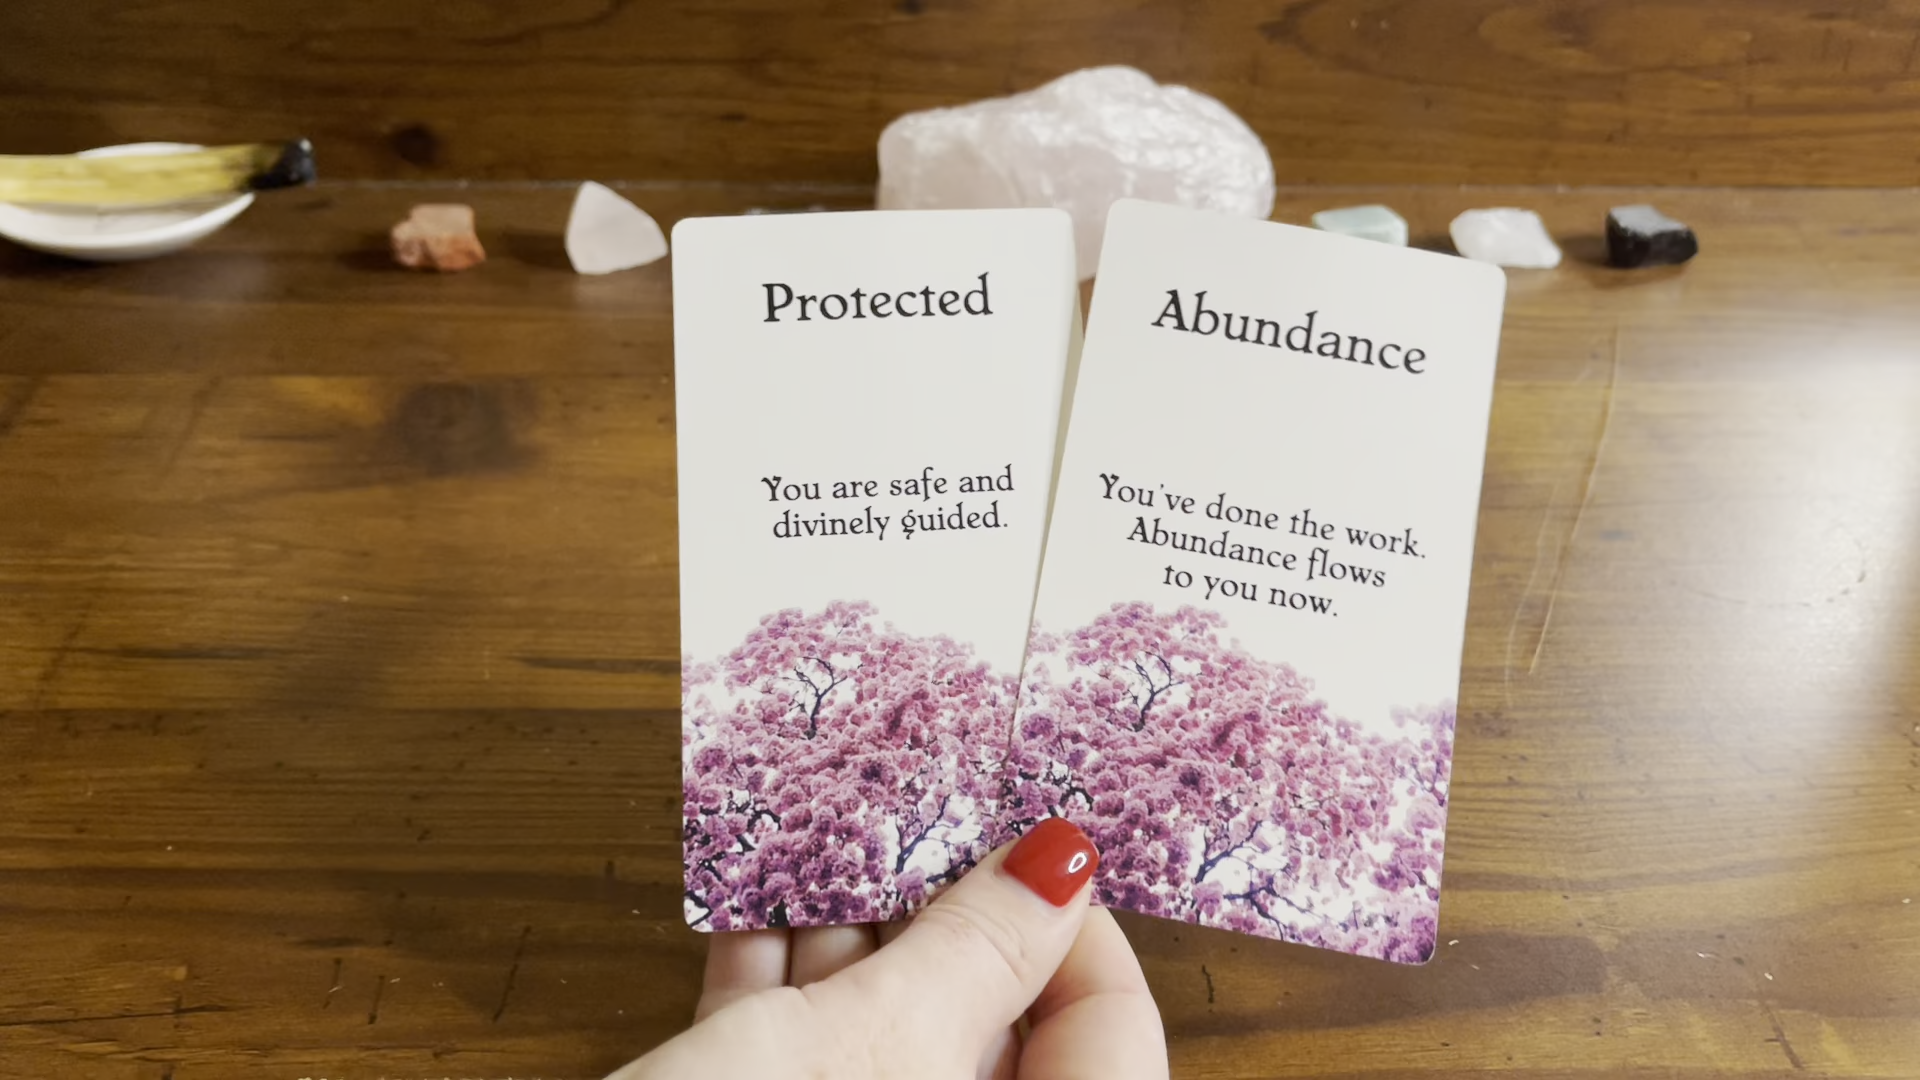 Protected
You are safe and
divinely guided.
Abundance
You've done the work.
Abundance flows
to you now.